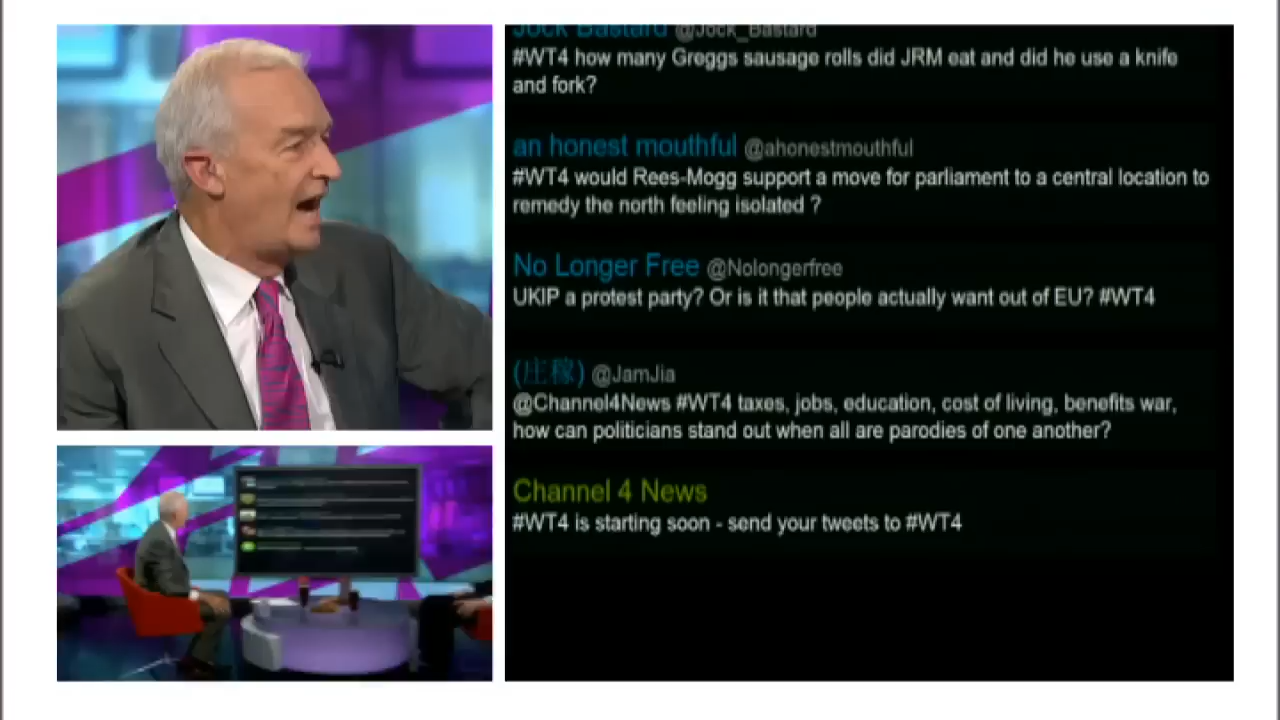 Jock Bastard @Jock_Bastard
#WT4 how many Greggs sausage rolls did JRM eat and did he use a knife
and fork?
an honest mouthful @ahonestmouthful
#WT4 would Rees-Mogg support a move for parliament to a central location to
remedy the north feeling isolated ?
No Longer Free @Nolongerfree
UKIP a protest party? Or is it that people actually want out of EU? #WT4
(庄稼) @JamJia
@Channel4News #WT4 taxes, jobs, education, cost of living, benefits war,
how can politicians stand out when all are parodies of one another?
Channel 4 News
#WT4 is starting soon - send your tweets to #WT4